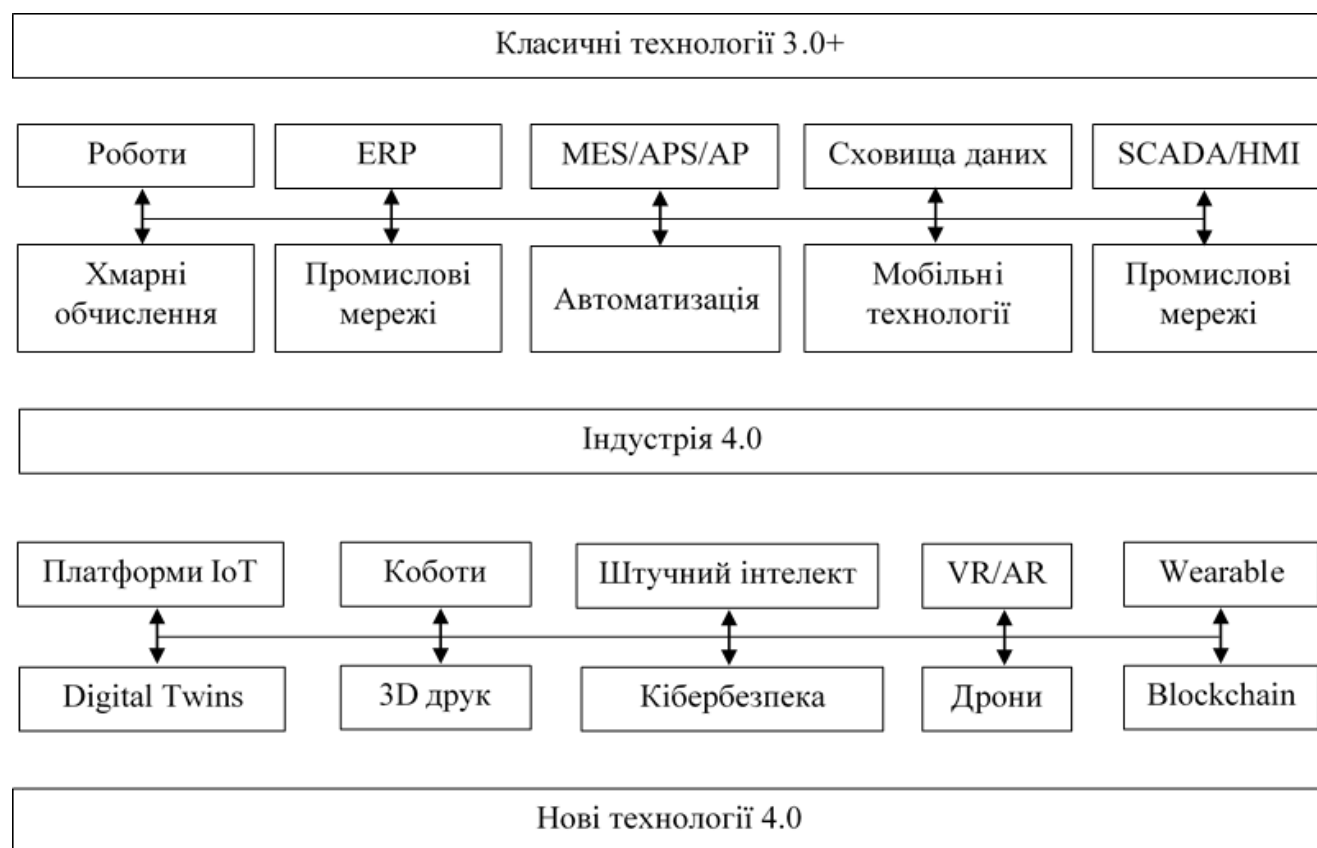 Класичні технології 3.0+
Роботи
ERP
MES/APS/AP
Сховища даних
SCADA/HMI
Хмарні
обчислення
Промислові
мережі
Автоматизація
Мобільні
технології
Промислові
мережі
Індустрія 4.0
Платформи IoT
Коботи
Штучний інтелект
VR/AR
Wearable
Digital Twins
3D друк
Кібербезпека
Дрони
Blockchain
Нові технології 4.0